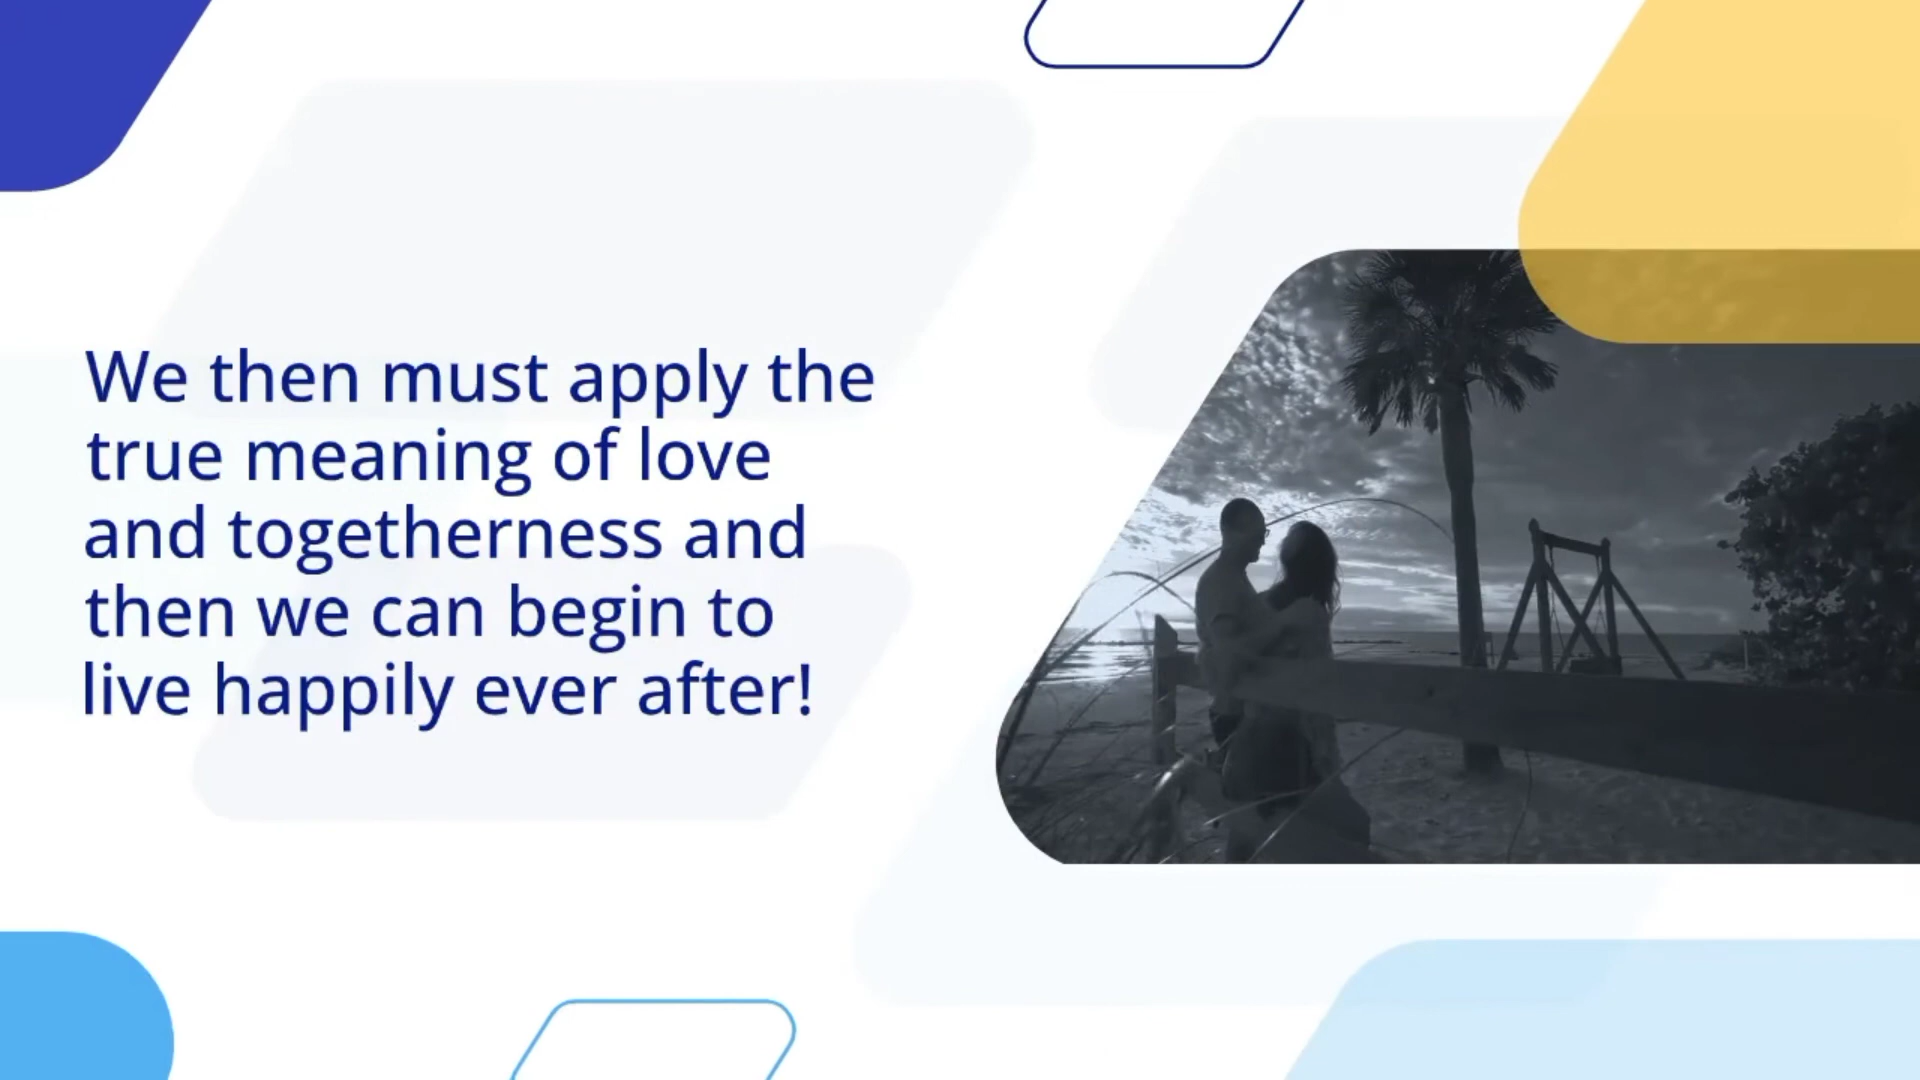 We then must apply the
true meaning of love
and togetherness and
then we can begin to
live happily ever after!